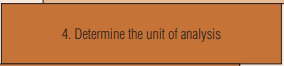 4. Determine the unit of analysis